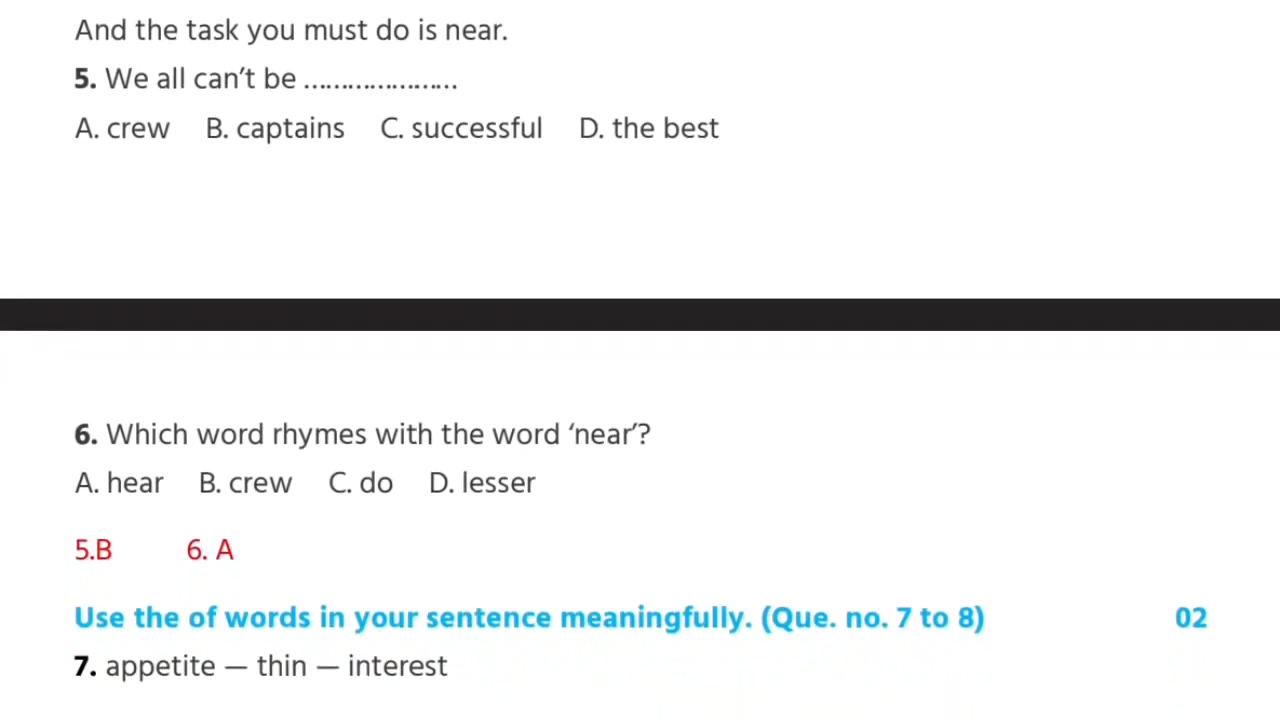 And the task you must do is near.
5. We all can't be .....................
A. crew B. captains C. successful D. the best
6. Which word rhymes with the word ‘near’?
A. hear B. crew C. do D. lesser
5.B 6. A
Use the of words in your sentence meaningfully. (Que. no. 7 to 8) 02
7. appetite — thin — interest